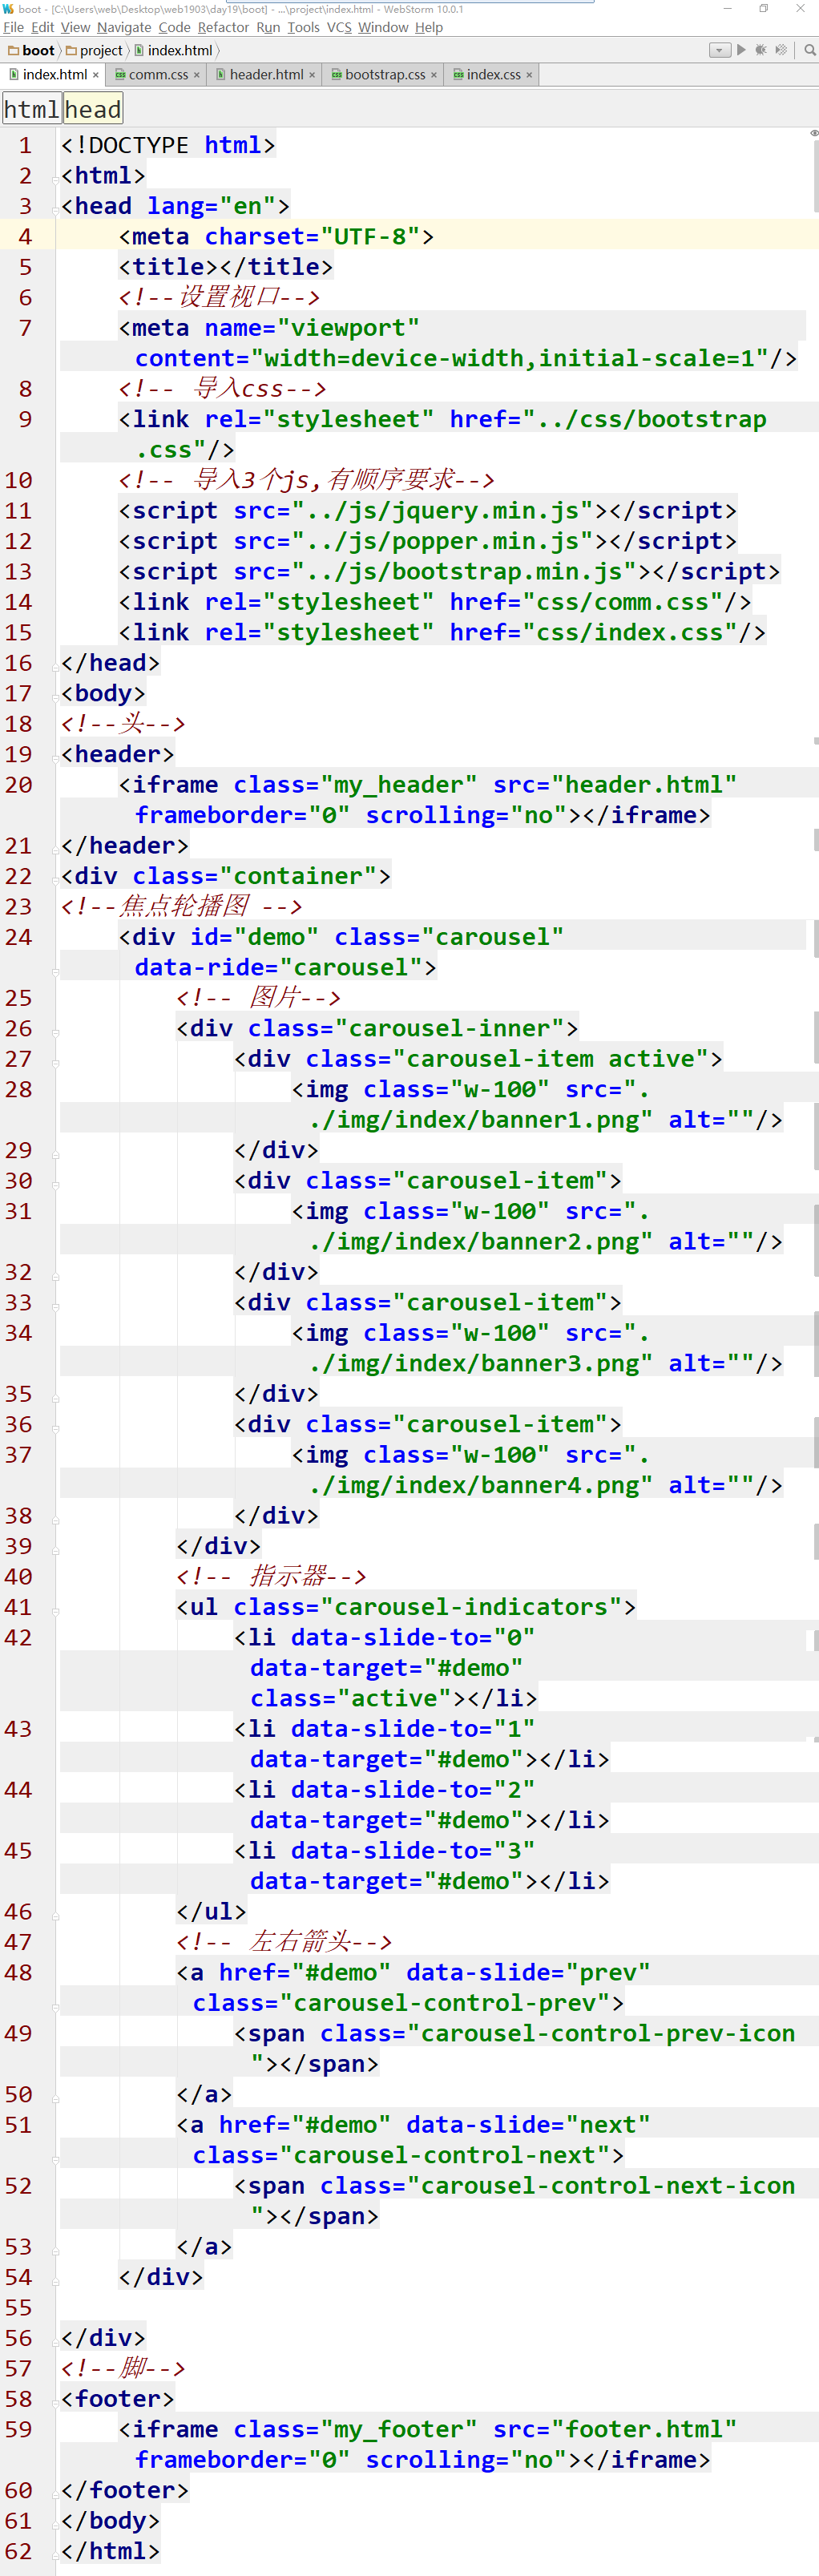 boot - [C:\Users\web\Desktop\web1903\day19\boot] - ...\project\index.html - WebStorm 10.0.1
File Edit View Navigate Code Refactor Run Tools VCS Window Help
boot project index.html
index.html × comm.css × header.html × bootstrap.css × index.css ×
html head
1 <!DOCTYPE html>
2 <html>
3 <head lang="en">
4 <meta charset="UTF-8">
5 <title></title>
6 <!--设置视口-->
7 <meta name="viewport"
content="width=device-width,initial-scale=1"/>
8 <!-- 导入css-->
9 <link rel="stylesheet" href="../css/bootstrap
.css"/>
10 <!-- 导入3个js,有顺序要求-->
11 <script src="../js/jquery.min.js"></script>
12 <script src="../js/popper.min.js"></script>
13 <script src="../js/bootstrap.min.js"></script>
14 <link rel="stylesheet" href="css/comm.css"/>
15 <link rel="stylesheet" href="css/index.css"/>
16 </head>
17 <body>
18 <!--头-->
19 <header>
20 <iframe class="my_header" src="header.html"
frameborder="0" scrolling="no"></iframe>
21 </header>
22 <div class="container">
23 <!--焦点轮播图 -->
24 <div id="demo" class="carousel"
data-ride="carousel">
25 <!-- 图片-->
26 <div class="carousel-inner">
27 <div class="carousel-item active">
28 <img class="w-100" src=".
./img/index/banner1.png" alt=""/>
29 </div>
30 <div class="carousel-item">
31 <img class="w-100" src=".
./img/index/banner2.png" alt=""/>
32 </div>
33 <div class="carousel-item">
34 <img class="w-100" src=".
./img/index/banner3.png" alt=""/>
35 </div>
36 <div class="carousel-item">
37 <img class="w-100" src=".
./img/index/banner4.png" alt=""/>
38 </div>
39 </div>
40 <!-- 指示器-->
41 <ul class="carousel-indicators">
42 <li data-slide-to="0"
data-target="#demo"
class="active"></li>
43 <li data-slide-to="1"
data-target="#demo"></li>
44 <li data-slide-to="2"
data-target="#demo"></li>
45 <li data-slide-to="3"
data-target="#demo"></li>
46 </ul>
47 <!-- 左右箭头-->
48 <a href="#demo" data-slide="prev"
class="carousel-control-prev">
49 <span class="carousel-control-prev-icon
"></span>
50 </a>
51 <a href="#demo" data-slide="next"
class="carousel-control-next">
52 <span class="carousel-control-next-icon
"></span>
53 </a>
54 </div>
55
56 </div>
57 <!--脚-->
58 <footer>
59 <iframe class="my_footer" src="footer.html"
frameborder="0" scrolling="no"></iframe>
60 </footer>
61 </body>
62 </html>